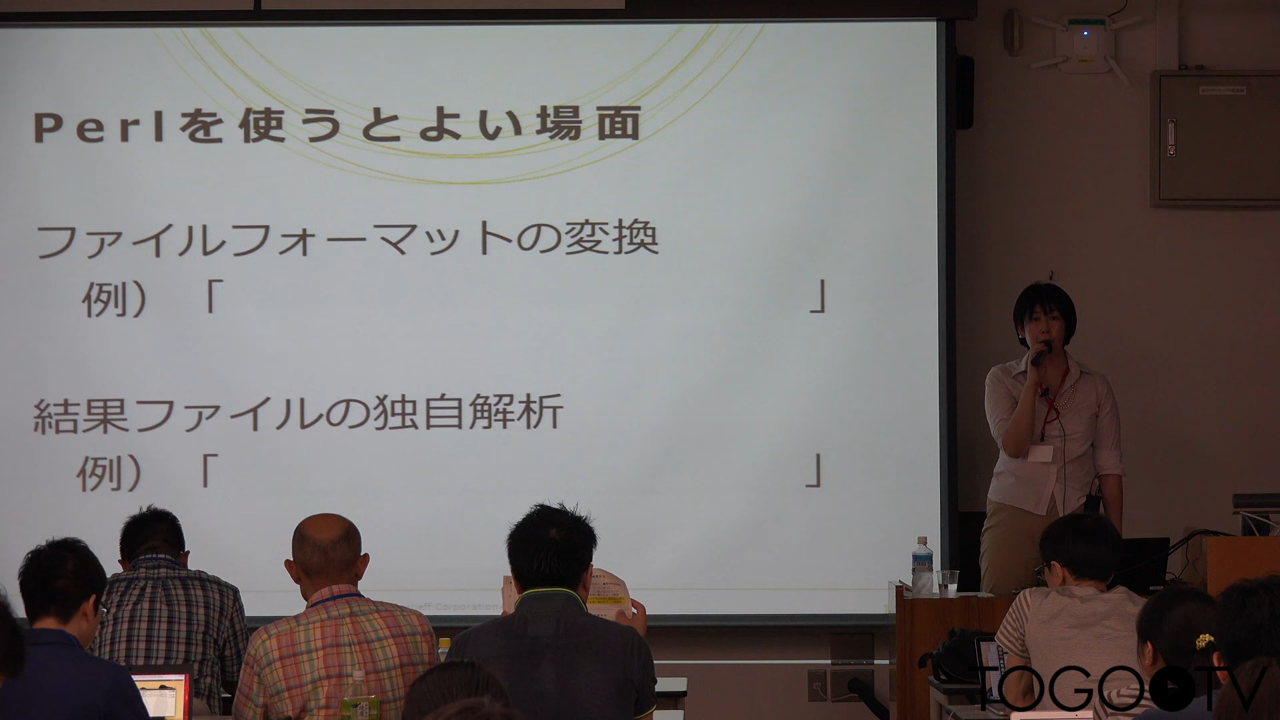 Perlを使うとよい場面
ファイルフォーマットの変換
例）「 」
結果ファイルの独自解析
例）「 」
TOGOTV